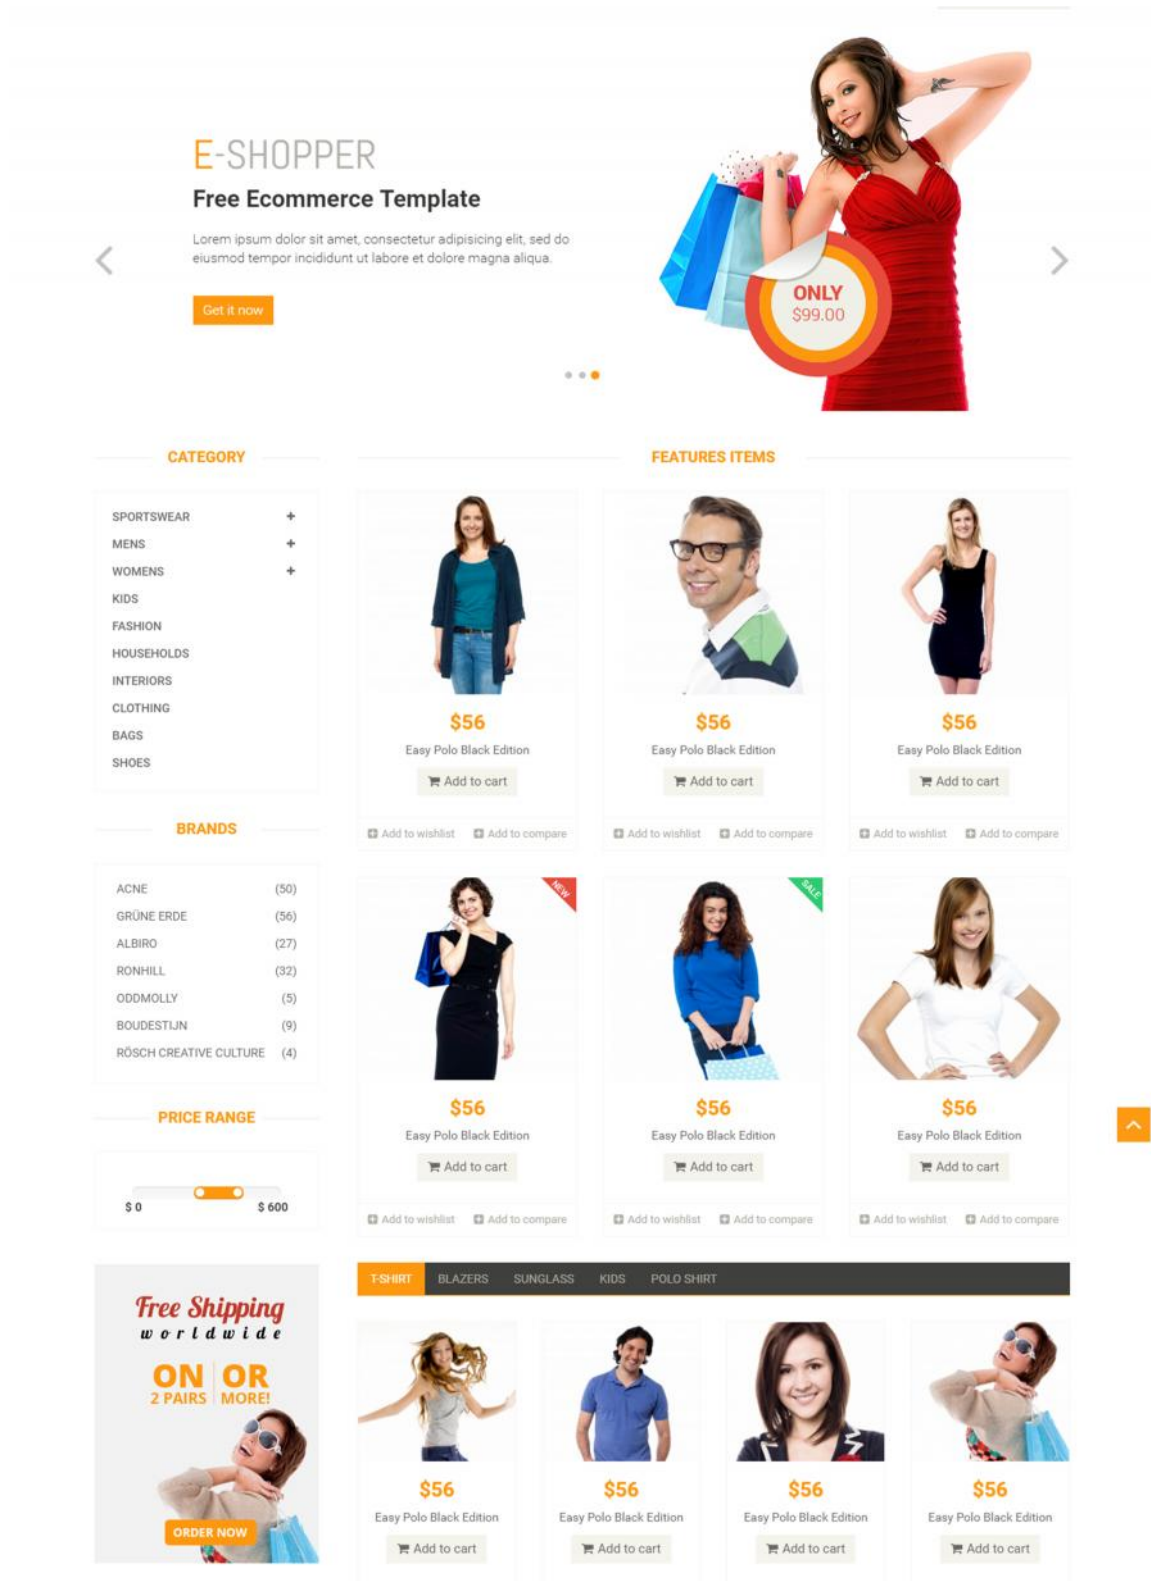 E-SHOPPER
Free Ecommerce Template
Lorem ipsum dolor sit amet, consectetur adipisicing elit, sed do
eiusmod tempor incididunt ut labore et dolore magna aliqua.
Get it now
ONLY
$99.00
CATEGORY
SPORTSWEAR
MENS
WOMENS
KIDS
FASHION
HOUSEHOLDS
INTERIORS
CLOTHING
BAGS
SHOES
BRANDS
ACNE (50)
GRÜNE ERDE (56)
ALBIRO (27)
RONHILL (32)
ODDMOLLY (5)
BOUDESTIJN (9)
RÖSCH CREATIVE CULTURE (4)
PRICE RANGE
$ 0 $ 600
Free Shipping
worldwide
ON OR
2 PAIRS MORE!
ORDER NOW
FEATURES ITEMS
$56 $56 $56
Easy Polo Black Edition Easy Polo Black Edition Easy Polo Black Edition
Add to cart Add to cart Add to cart
Add to wishlist Add to compare Add to wishlist Add to compare Add to wishlist Add to compare
NEW SALE
$56 $56 $56
Easy Polo Black Edition Easy Polo Black Edition Easy Polo Black Edition
Add to cart Add to cart Add to cart
Add to wishlist Add to compare Add to wishlist Add to compare Add to wishlist Add to compare
T-SHIRT BLAZERS SUNGLASS KIDS POLO SHIRT
$56 $56 $56 $56
Easy Polo Black Edition Easy Polo Black Edition Easy Polo Black Edition Easy Polo Black Edition
Add to cart Add to cart Add to cart Add to cart